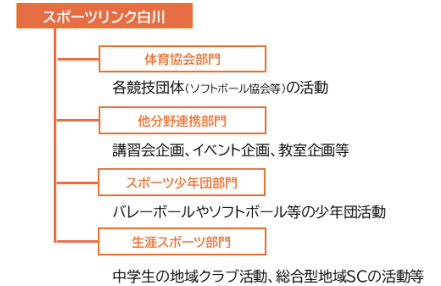 スポーツリンク白川
体育協会部門
各競技団体(ソフトボール協会等)の活動
他分野連携部門
講習会企画、イベント企画、教室企画等
スポーツ少年団部門
バレーボールやソフトボール等の少年団活動
生涯スポーツ部門
中学生の地域クラブ活動、総合型地域SCの活動等